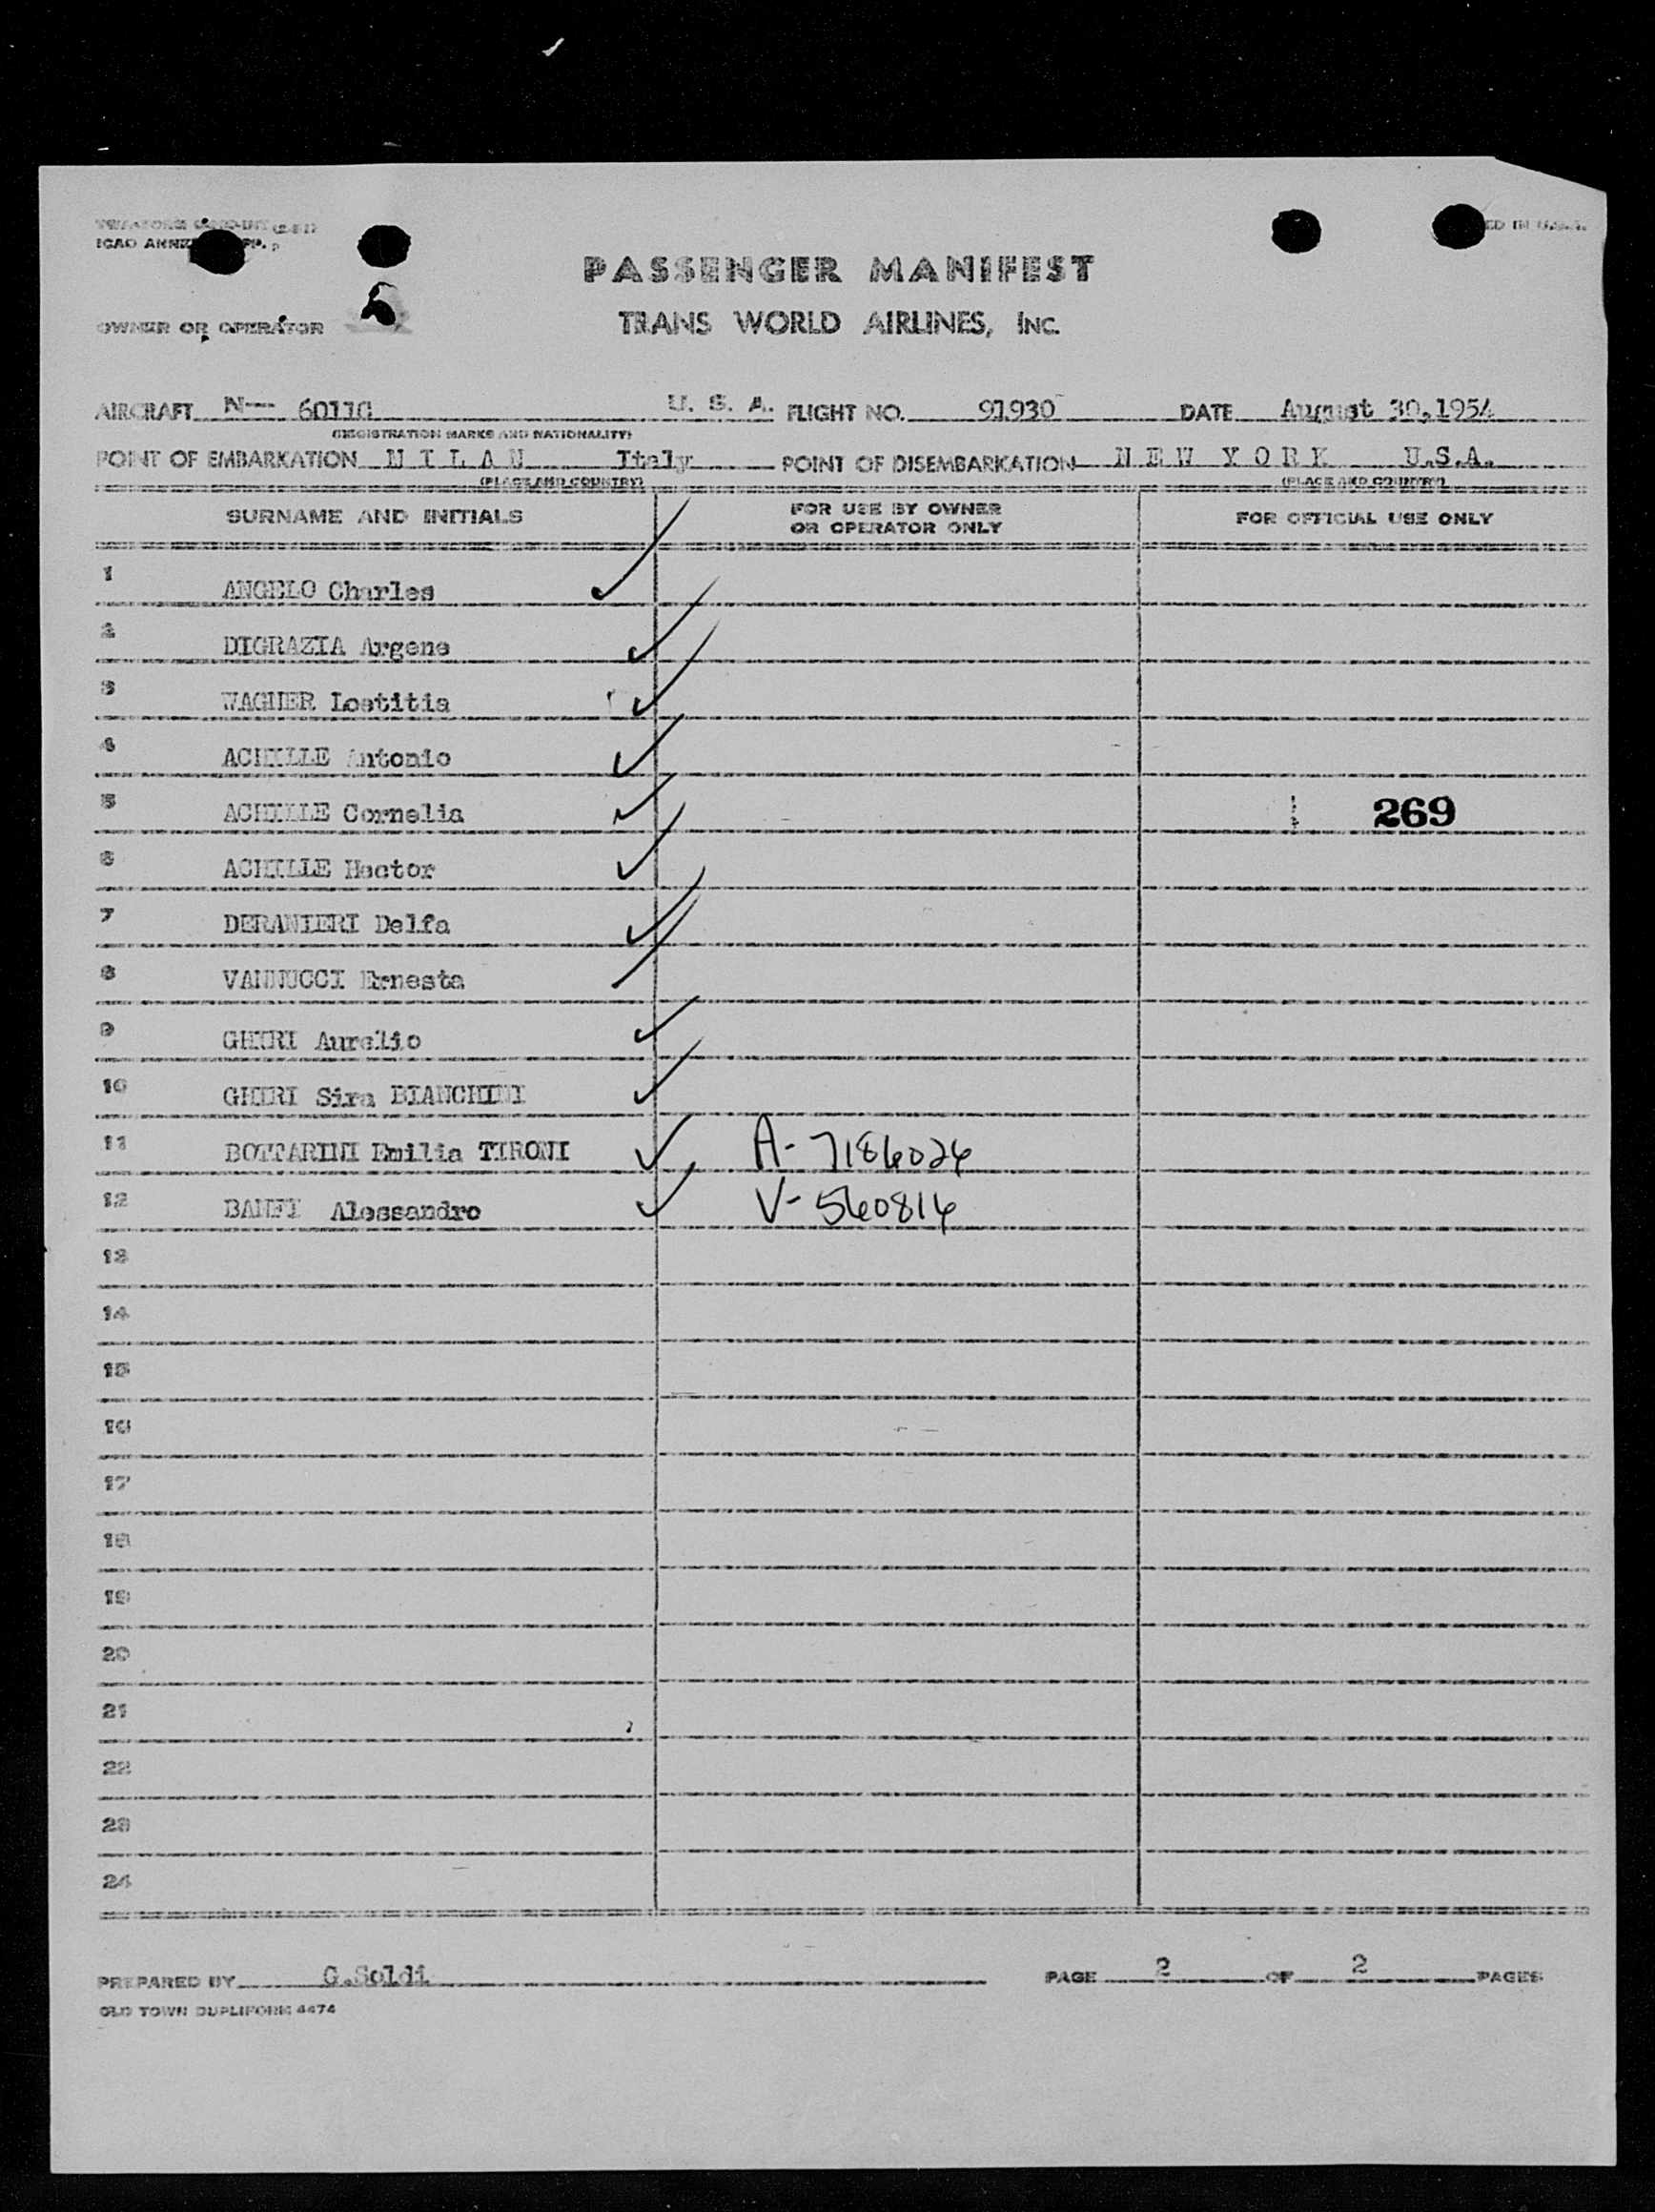 ICAO ANNEX
PASSENGER MANIFEST
OWNER OR OPERATOR
TRANS WORLD AIRLINES, INC.
AIRCRAFT N-- U. S. A. FLIGHT NO. 91930 DATE August 30,1954
(REGISTRATION MARKS AND NATIONALITY)
POINT OF EMBARKATION M I L A N Italy POINT OF DISEMBARKATION N E W Y O R K U.S.A.
(PLACE AND COUNTRY) (PLACE AND COUNTRY)
SURNAME AND INITIALS FOR USE BY OWNER OR OPERATOR ONLY FOR OFFICIAL USE ONLY
1 ANGELO Charles
2 DIGRAZIA Argene
3 WAGNER Loetitia
4 ACHILLE Antonio
5 ACHILLE Cornelia 269
6 ACHILLE Hector
7 DERANIERI Delfa
8 VANNUCCI Ernesta
9 GHIRI Aurelio
10 GHIRI Sira BIANCHINI
11 BOTTARINI Emilia TIRONI A-7186026
12 BANFI Alessandro V-560816
13
14
15
16
17
18
19
20
21
22
23
24
PREPARED BY G.Soldi PAGE 2 OF 2 PAGES
OLD TOWN DUPLIFORM 4474